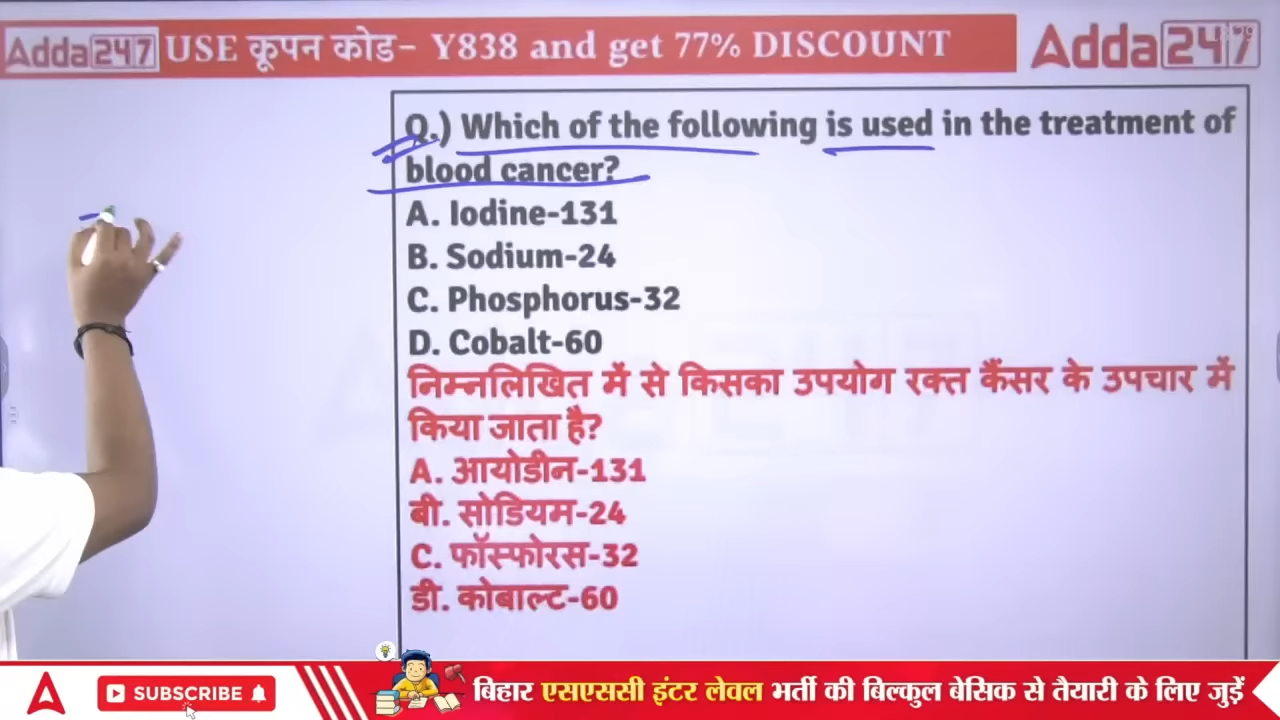 Adda247 USE कूपन कोड- Y838 and get 77% DISCOUNT Adda247
Q.) Which of the following is used in the treatment of
blood cancer?
A. Iodine-131
B. Sodium-24
C. Phosphorus-32
D. Cobalt-60
निम्नलिखित में से किसका उपयोग रक्त कैंसर के उपचार में
किया जाता है?
A. आयोडीन-131
बी. सोडियम-24
C. फॉस्फोरस-32
डी. कोबाल्ट-60
SUBSCRIBE
बिहार एसएससी इंटर लेवल भर्ती की बिल्कुल बेसिक से तैयारी के लिए जुड़ें